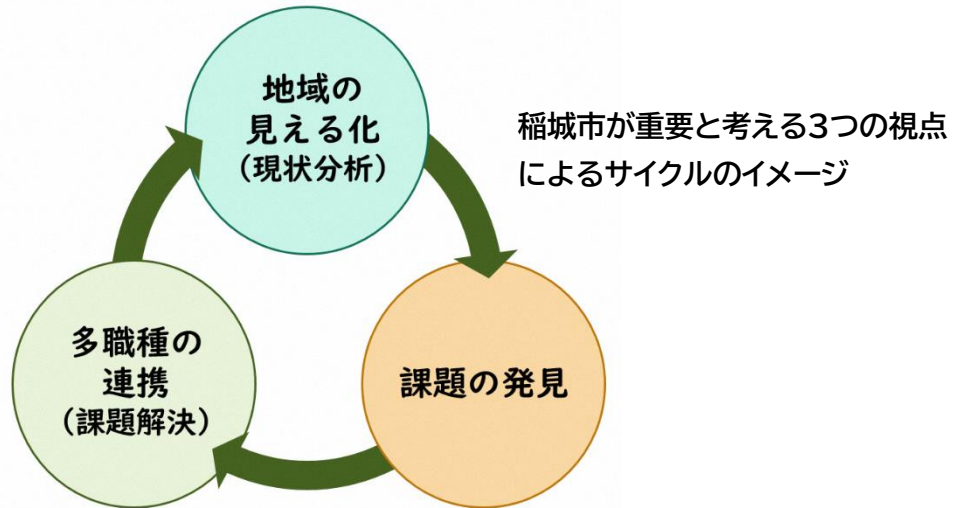 地域の
見える化
（現状分析）
稲城市が重要と考える3つの視点
によるサイクルのイメージ
多職種の
連携
（課題解決）
課題の発見